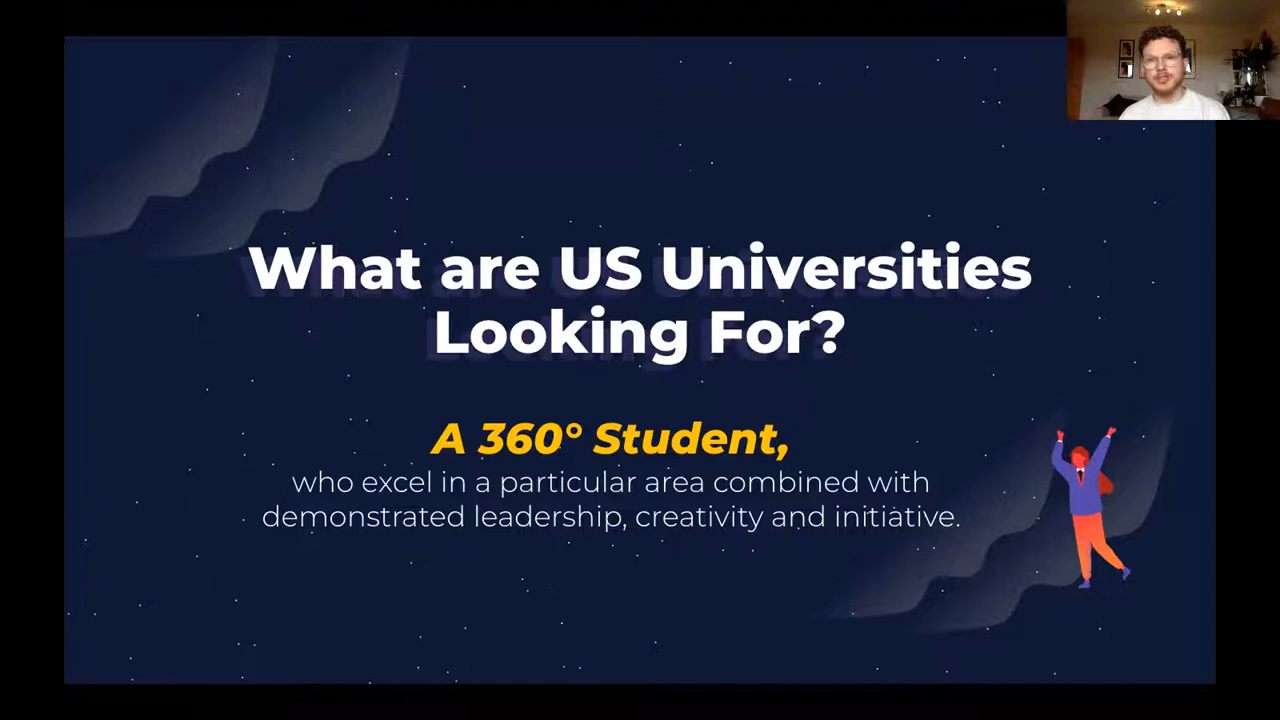 What are US Universities
Looking For?
A 360° Student,
who excel in a particular area combined with
demonstrated leadership, creativity and initiative.